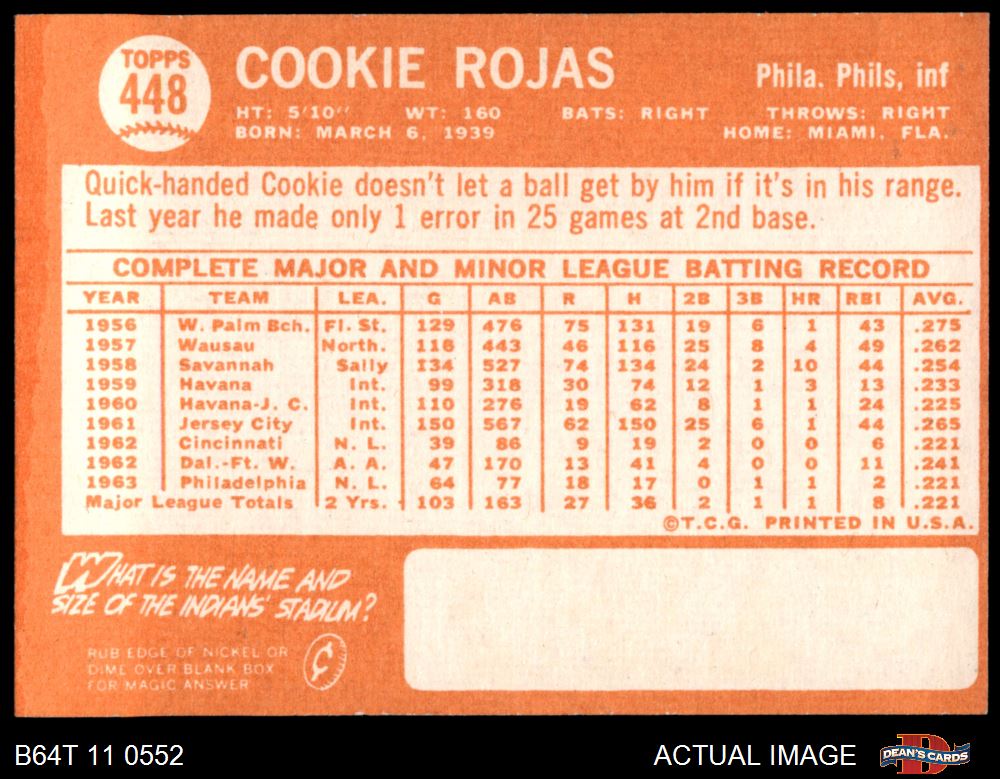 TOPPS
448
COOKIE ROJAS
Phila. Phils, inf
HT: 5'10" WT: 160 BATS: RIGHT THROWS: RIGHT
BORN: MARCH 6, 1939 HOME: MIAMI, FLA.
Quick-handed Cookie doesn't let a ball get by him if it's in his range.
Last year he made only 1 error in 25 games at 2nd base.
COMPLETE MAJOR AND MINOR LEAGUE BATTING RECORD
YEAR TEAM LEA. G AB R H 2B 3B HR RBI AVG.
1956 W. Palm Bch. Fl. St. 129 476 75 131 19 6 1 43 .275
1957 Wausau North. 118 443 46 116 25 8 4 49 .262
1958 Savannah Sally 134 527 74 134 24 2 10 44 .254
1959 Havana Int. 99 318 30 74 12 1 3 13 .233
1960 Havana-J. C. Int. 110 276 19 62 8 1 1 24 .225
1961 Jersey City Int. 150 567 62 150 25 6 1 44 .265
1962 Cincinnati N. L. 39 86 9 19 2 0 0 6 .221
1962 Dal.-Ft. W. A. A. 47 170 13 41 4 0 0 11 .241
1963 Philadelphia N. L. 64 77 18 17 0 1 1 2 .221
Major League Totals 2 Yrs. 103 163 27 36 2 1 1 8 .221
©T.C.G. PRINTED IN U.S.A.
WHAT IS THE NAME AND
SIZE OF THE INDIANS' STADIUM?
RUB EDGE OF NICKEL OR
DIME OVER BLANK BOX
FOR MAGIC ANSWER
¢
B64T 11 0552
ACTUAL IMAGE
DEAN'S CARDS